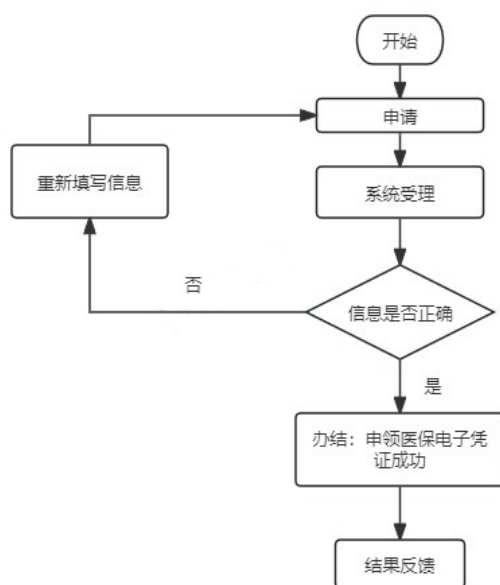 开始
申请
重新填写信息
系统受理
否
信息是否正确
是
办结：申领医保电子凭
证成功
结果反馈